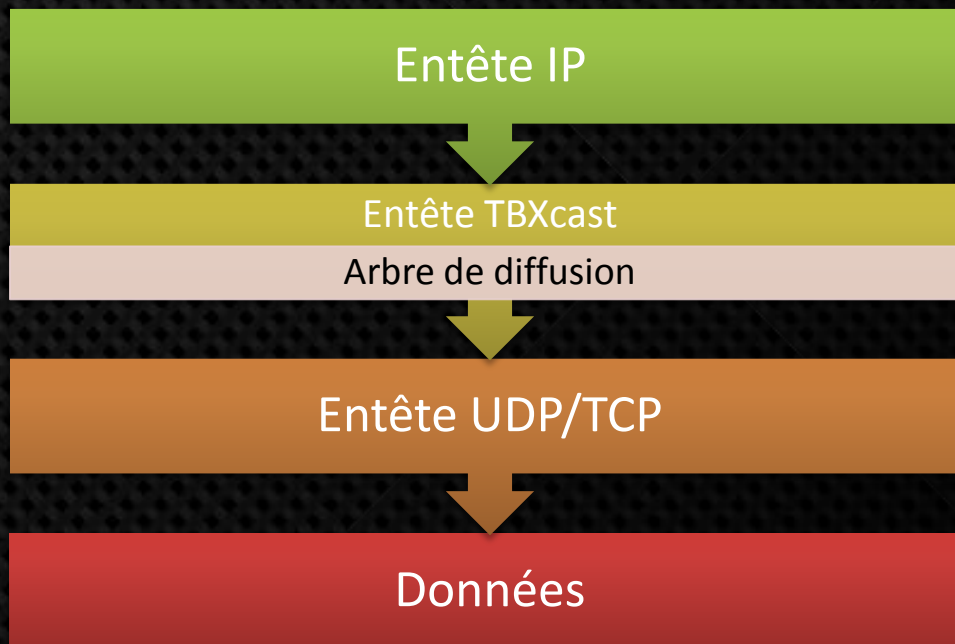 Entête IP
Entête TBXcast
Arbre de diffusion
Entête UDP/TCP
Données